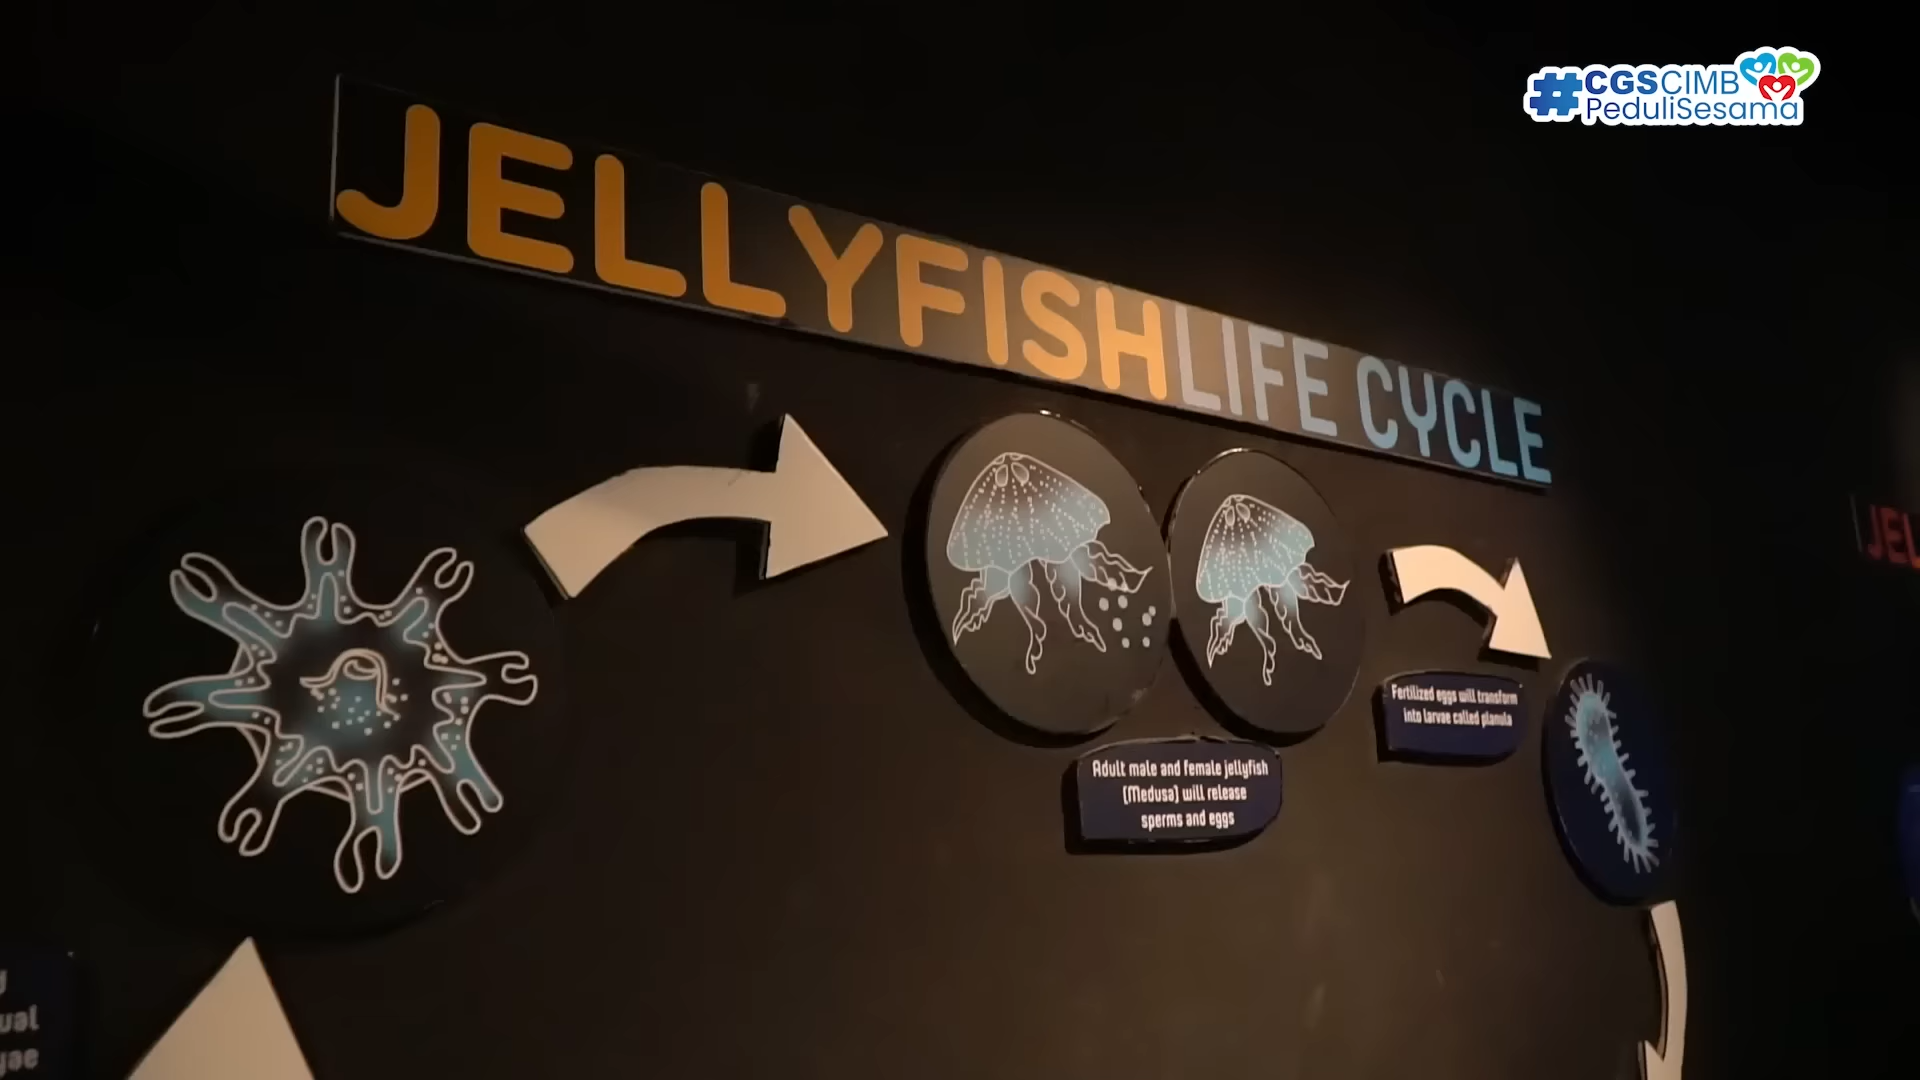 #CGSCIMB
PeduliSesama
JELLYFISH LIFE CYCLE
JEL
Fertilized eggs will transform
into larvae called planula
Adult male and female jellyfish
(Medusa) will release
sperms and eggs